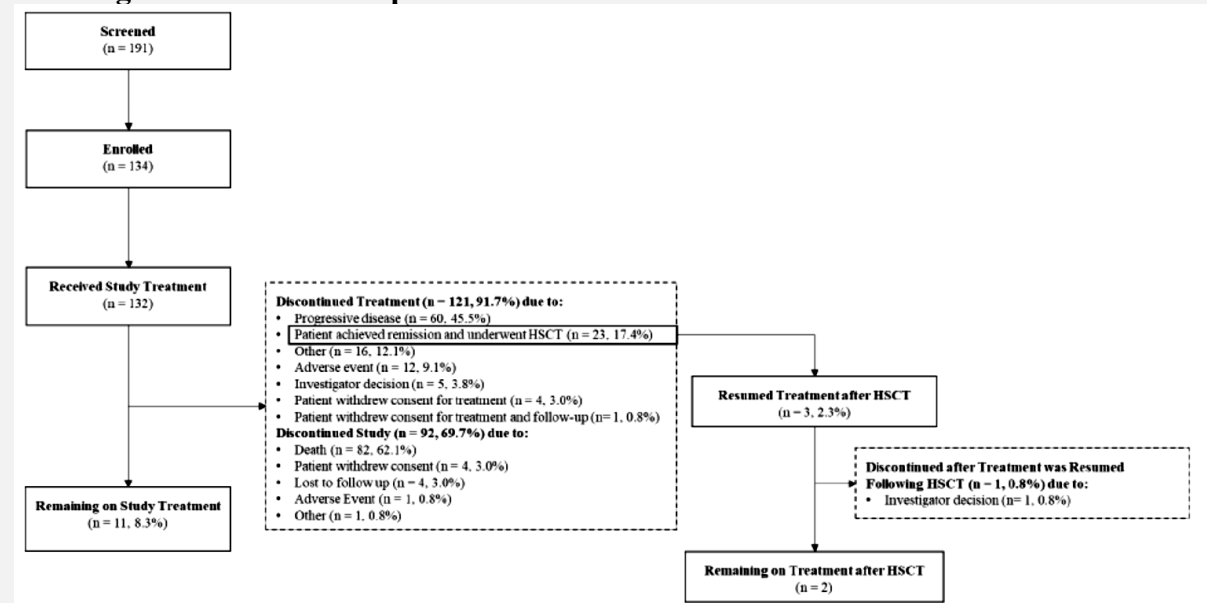 Screened
(n = 191)
Enrolled
(n = 134)
Received Study Treatment
(n = 132)
Discontinued Treatment (n − 121, 91.7%) due to:
• Progressive disease (n = 60, 45.5%)
• Patient achieved remission and underwent HSCT (n = 23, 17.4%)
• Other (n = 16, 12.1%)
• Adverse event (n = 12, 9.1%)
• Investigator decision (n = 5, 3.8%)
• Patient withdrew consent for treatment (n = 4, 3.0%)
• Patient withdrew consent for treatment and follow-up (n= 1, 0.8%)
Discontinued Study (n = 92, 69.7%) due to:
• Death (n = 82, 62.1%)
• Patient withdrew consent (n = 4, 3.0%)
• Lost to follow up (n − 4, 3.0%)
• Adverse Event (n = 1, 0.8%)
• Other (n = 1, 0.8%)
Remaining on Study Treatment
(n = 11, 8.3%)
Resumed Treatment after HSCT
(n − 3, 2.3%)
Discontinued after Treatment was Resumed
Following HSCT (n − 1, 0.8%) due to:
• Investigator decision (n= 1, 0.8%)
Remaining on Treatment after HSCT
(n = 2)